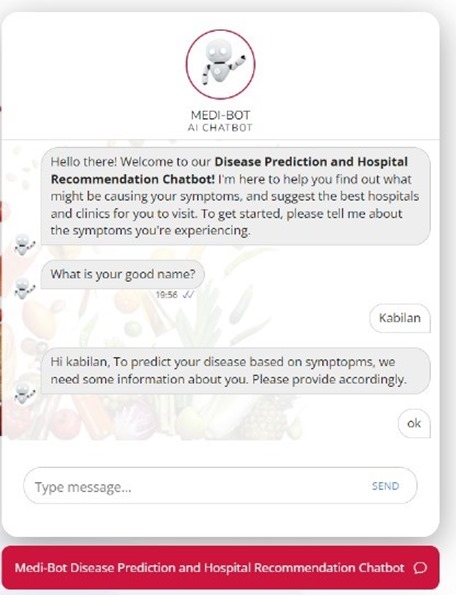 MEDI-BOT
AI CHATBOT
Hello there! Welcome to our Disease Prediction and Hospital
Recommendation Chatbot! I'm here to help you find out what
might be causing your symptoms, and suggest the best hospitals
and clinics for you to visit. To get started, please tell me about
the symptoms you're experiencing.
What is your good name?
19:56
Kabilan
Hi kabilan, To predict your disease based on symptopms, we
need some information about you. Please provide accordingly.
ok
Type message...
SEND
Medi-Bot Disease Prediction and Hospital Recommendation Chatbot